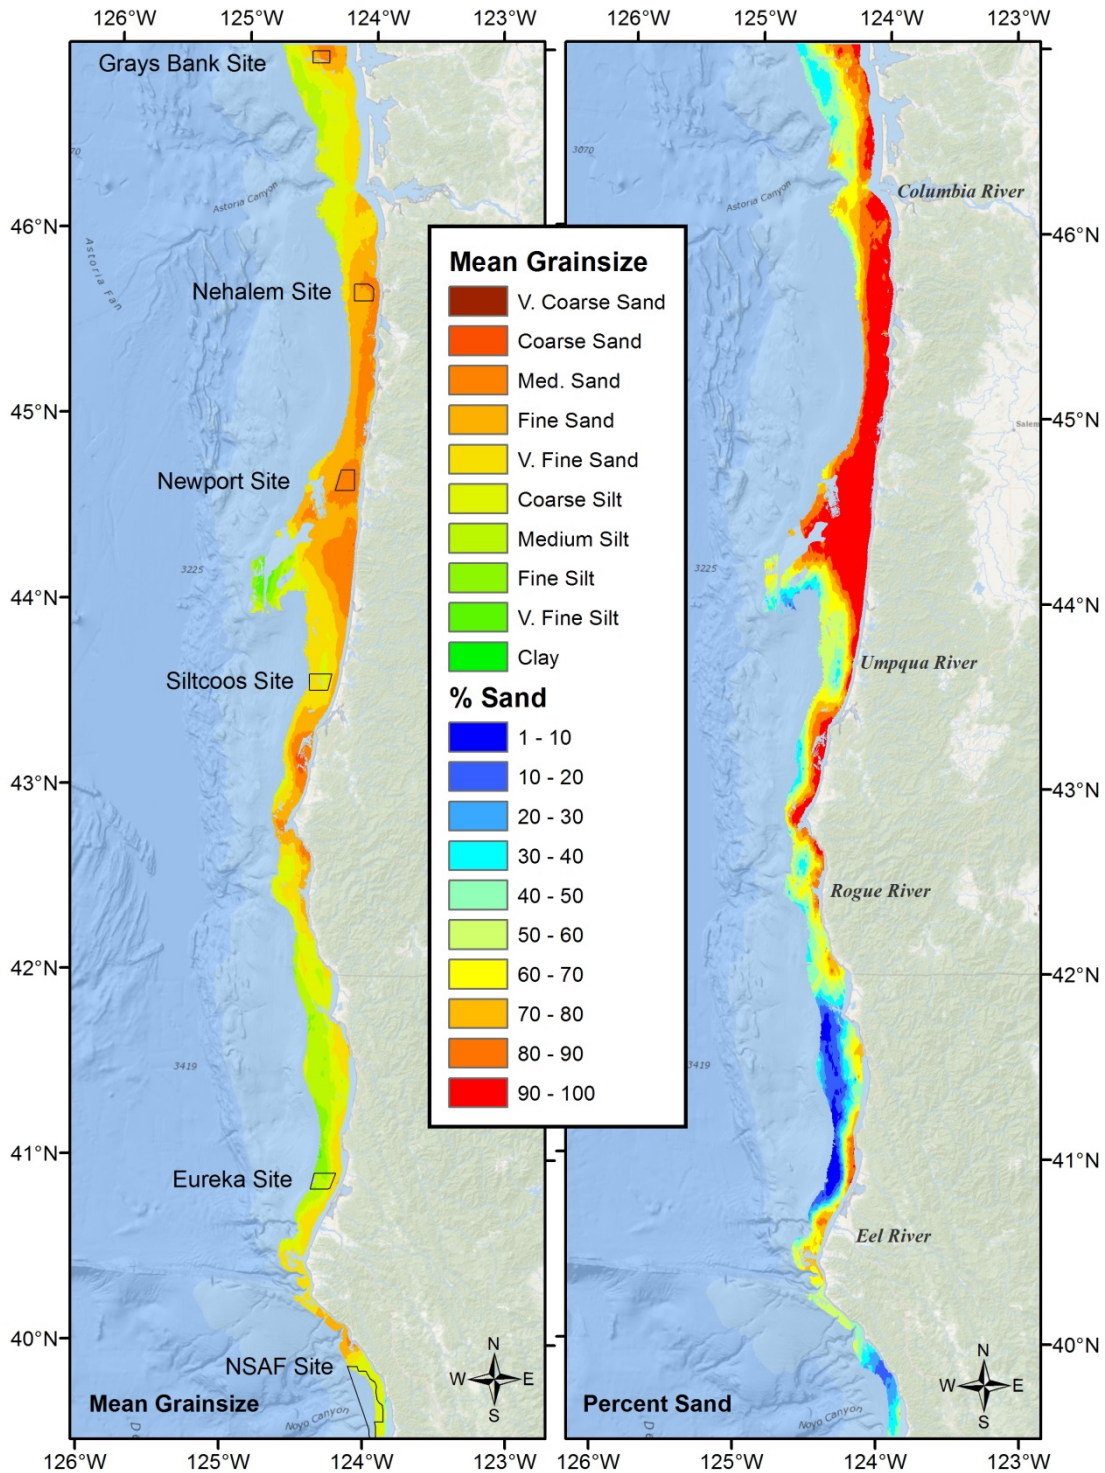 126°W 125°W 124°W 123°W
126°W 125°W 124°W 123°W
Grays Bank Site
70
3070
Astoria Canyon
Astoria Canyon
Columbia River
46°N
46°N
Astoria Fan
Nehalem Site
45°N
45°N
Salem
Newport Site
3225
3225
44°N
44°N
Umpqua River
Siltcoos Site
43°N
43°N
Rogue River
42°N
42°N
3419
3419
41°N
41°N
Eureka Site
Eel River
40°N
40°N
NSAF Site
Noyo Canyon
Noyo Canyon
N
W E
S
N
W E
S
Mean Grainsize
Percent Sand
126°W 125°W 124°W 123°W
126°W 125°W 124°W 123°W
Mean Grainsize
V. Coarse Sand
Coarse Sand
Med. Sand
Fine Sand
V. Fine Sand
Coarse Silt
Medium Silt
Fine Silt
V. Fine Silt
Clay
% Sand
1 - 10
10 - 20
20 - 30
30 - 40
40 - 50
50 - 60
60 - 70
70 - 80
80 - 90
90 - 100